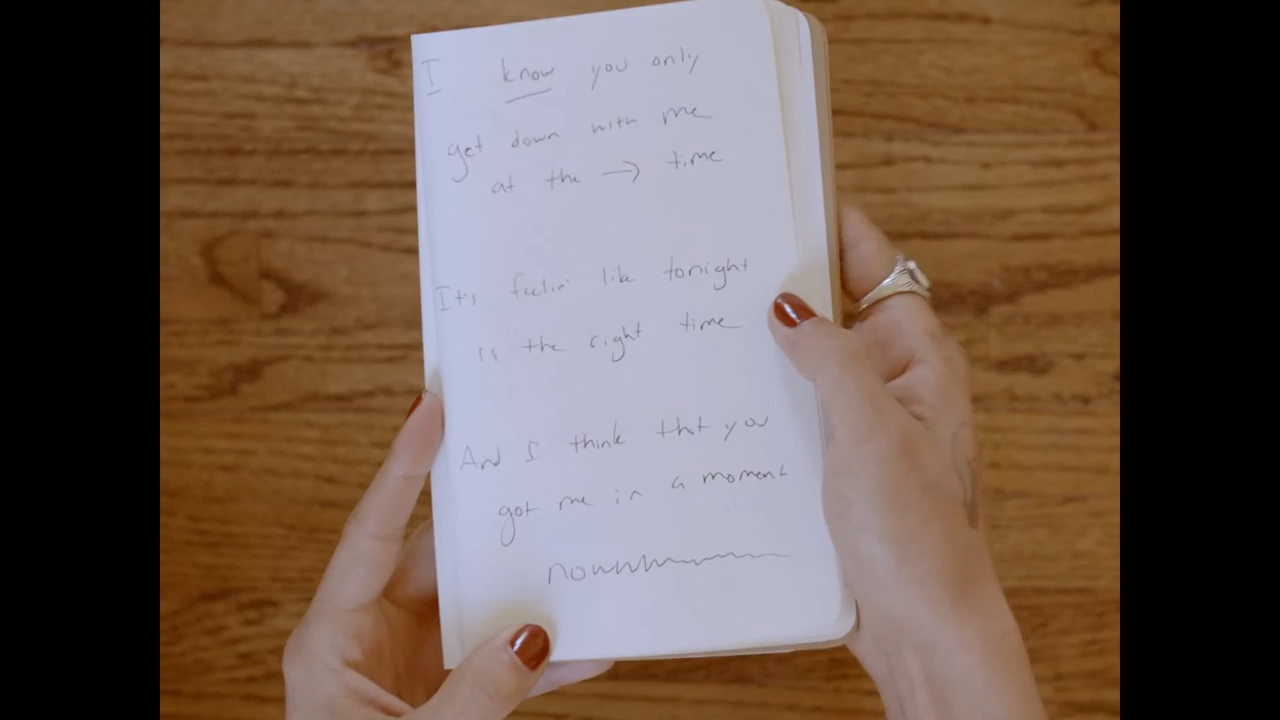 I know you only
get down with me
at the → time
It's feelin' like tonight
is the right time
And I think that you
got me in a moment
now